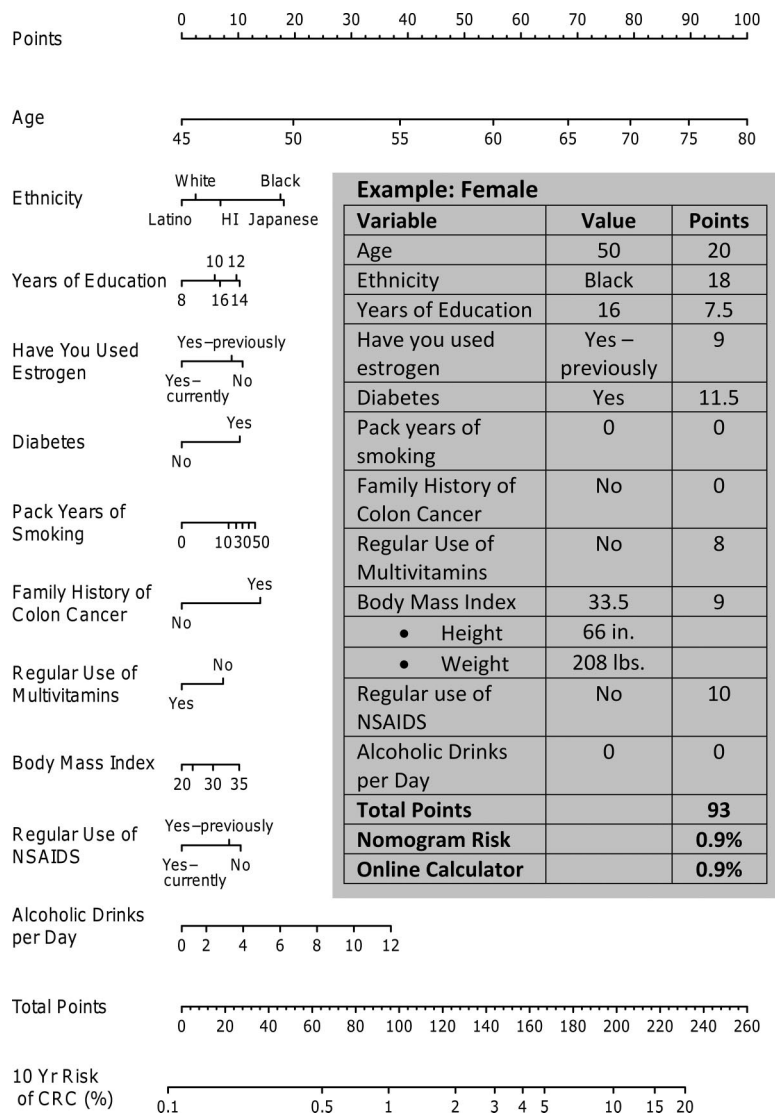 0 10 20 30 40 50 60 70 80 90 100
Points
Age
45 50 55 60 65 70 75 80
White Black
Ethnicity
Latino HI Japanese
10 12
Years of Education
8 16 14
Have You Used
Estrogen
Yes–previously
Yes–
currently
No
Diabetes
Yes
No
Pack Years of
Smoking
0 10 30 50
Family History of
Colon Cancer
Yes
No
Regular Use of
Multivitamins
No
Yes
Body Mass Index
20 30 35
Regular Use of
NSAIDS
Yes–previously
Yes–
currently
No
Alcoholic Drinks
per Day
0 2 4 6 8 10 12
Total Points
0 20 40 60 80 100 120 140 160 180 200 220 240 260
10 Yr Risk
of CRC (%)
0.1 0.5 1 2 3 4 5 10 15 20
Example: Female
Variable Value Points
Age 50 20
Ethnicity Black 18
Years of Education 16 7.5
Have you used Yes – 9
estrogen previously
Diabetes Yes 11.5
Pack years of 0 0
smoking
Family History of No 0
Colon Cancer
Regular Use of No 8
Multivitamins
Body Mass Index 33.5 9
• Height 66 in.
• Weight 208 lbs.
Regular use of No 10
NSAIDS
Alcoholic Drinks 0 0
per Day
Total Points 93
Nomogram Risk 0.9%
Online Calculator 0.9%